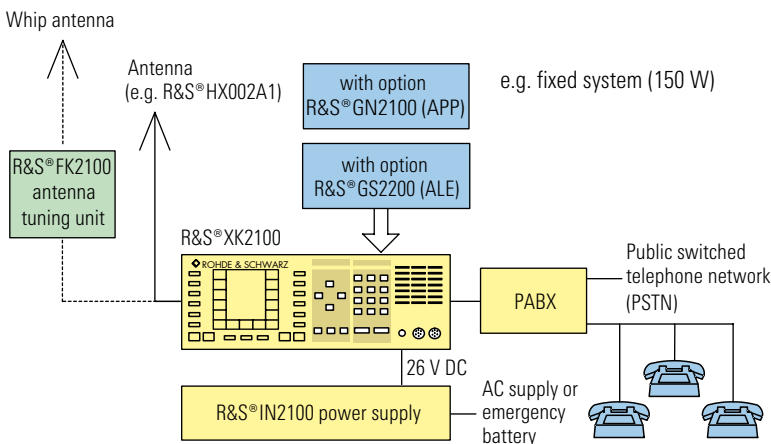 Whip antenna
Antenna
(e.g. R&S®HX002A1)
with option
R&S®GN2100 (APP)
e.g. fixed system (150 W)
R&S®FK2100
antenna
tuning unit
with option
R&S®GS2200 (ALE)
R&S®XK2100
ROHDE & SCHWARZ
PABX
Public switched
telephone network
(PSTN)
26 V DC
R&S®IN2100 power supply
AC supply or
emergency
battery